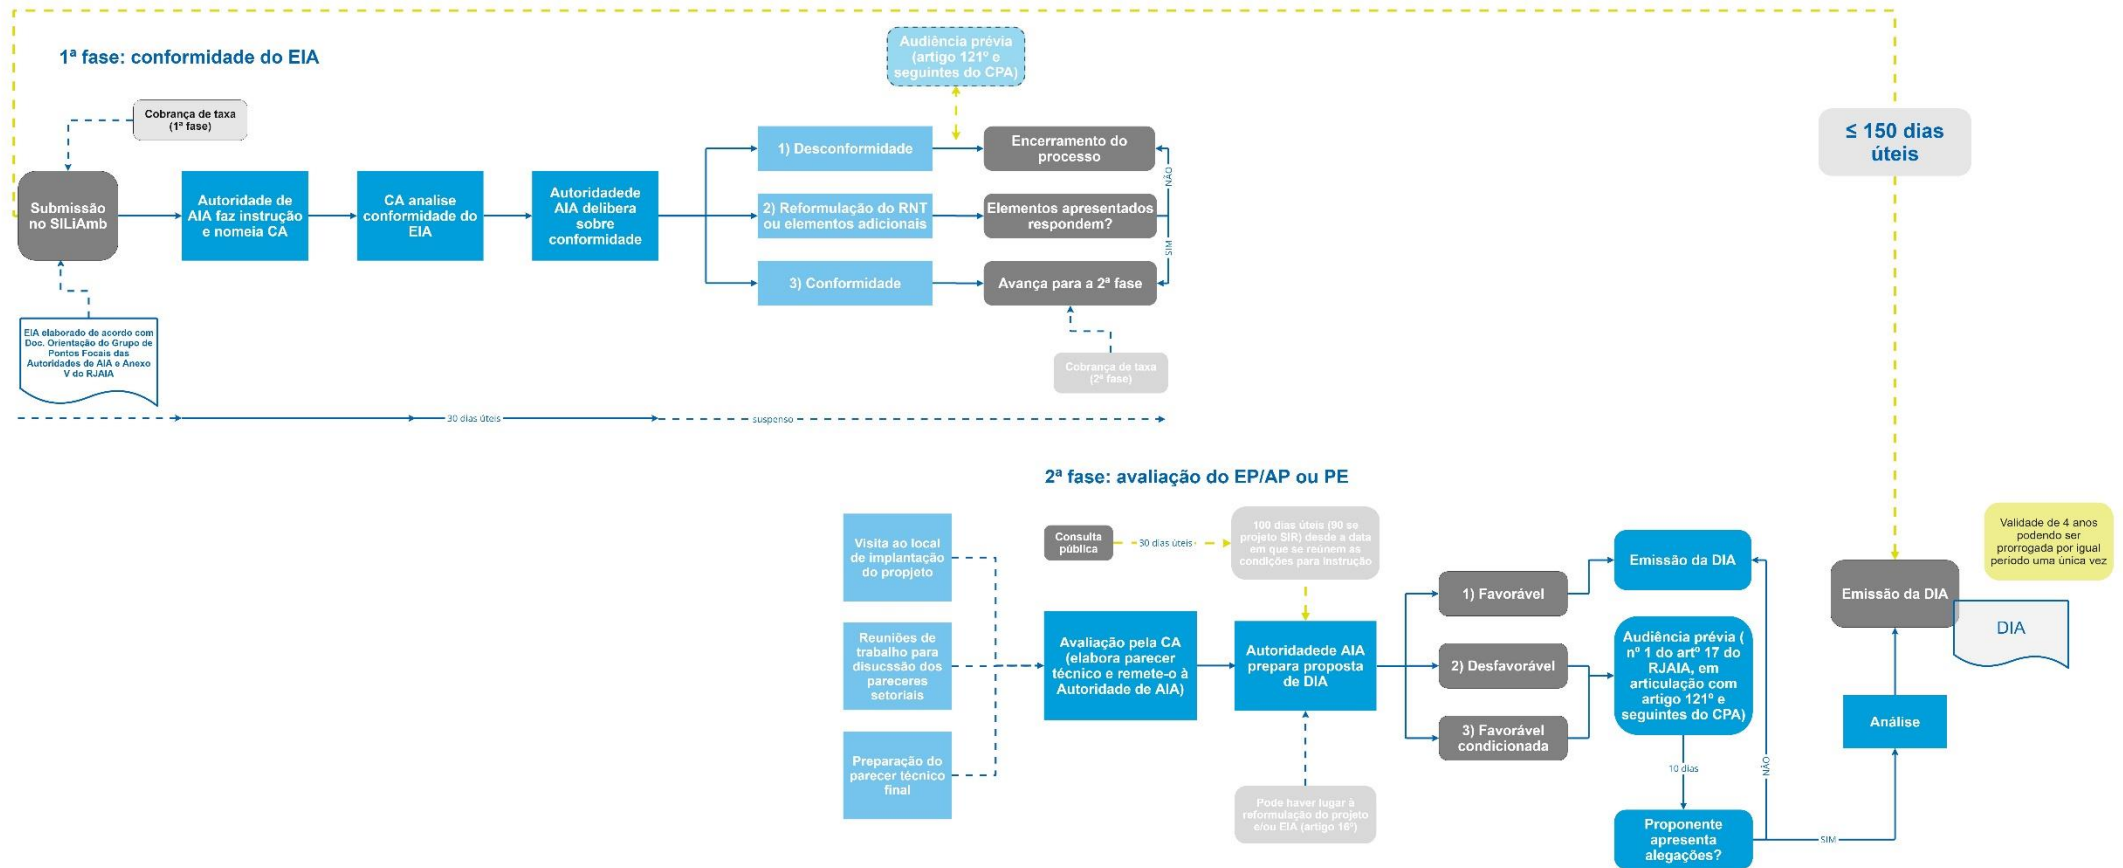 1ª fase: conformidade do EIA
Audiência prévia
(artigo 121º e
seguintes do CPA)
Cobrança de taxa
(1ª fase)
≤ 150 dias
úteis
Submissão
no SILiAmb
Autoridade de
AIA faz instrução
e nomeia CA
CA analise
conformidade do
EIA
Autoridadede
AIA delibera
sobre
conformidade
1) Desconformidade
Encerramento do
processo
2) Reformulação do RNT
ou elementos adicionais
Elementos apresentados
respondem?
NÃO
SIM
3) Conformidade
Avança para a 2ª fase
EIA elaborado de acordo com
Doc. Orientação do Grupo de
Pontos Focais das
Autoridades de AIA e Anexo
V do RJAIA
Cobrança de taxa
(2ª fase)
30 dias úteis
suspenso
2ª fase: avaliação do EP/AP ou PE
Visita ao local
de implantação
do propjeto
Reuniões de
trabalho para
disucssão dos
pareceres
setoriais
Preparação do
parecer técnico
final
Consulta
pública
30 dias úteis
100 dias úteis (90 se
projeto SIR) desde a data
em que se reúnem as
condições para instrução
Avaliação pela CA
(elabora parecer
técnico e remete-o à
Autoridade de AIA)
Autoridadede AIA
prepara proposta
de DIA
Pode haver lugar à
reformulação do projeto
e/ou EIA (artigo 16º)
1) Favorável
2) Desfavorável
3) Favorável
condicionada
Emissão da DIA
Audiência prévia (
nº 1 do artº 17 do
RJAIA, em
articulação com
artigo 121º e
seguintes do CPA)
10 dias
NÃO
Proponente
apresenta
alegações?
SIM
Análise
Emissão da DIA
DIA
Validade de 4 anos
podendo ser
prorrogada por igual
período uma única vez